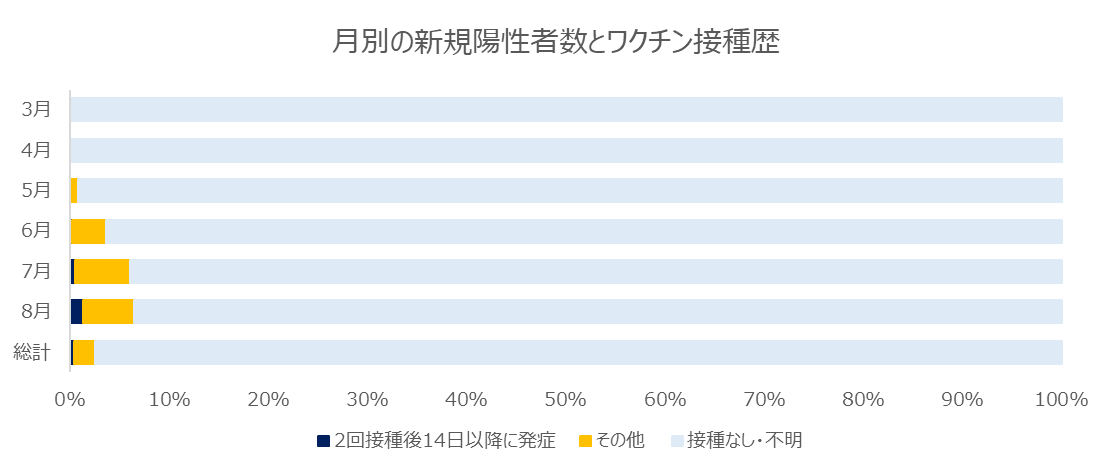 月別の新規陽性者数とワクチン接種歴
3月
4月
5月
6月
7月
8月
総計
0% 10% 20% 30% 40% 50% 60% 70% 80% 90% 100%
2回接種後14日以降に発症 その他 接種なし・不明